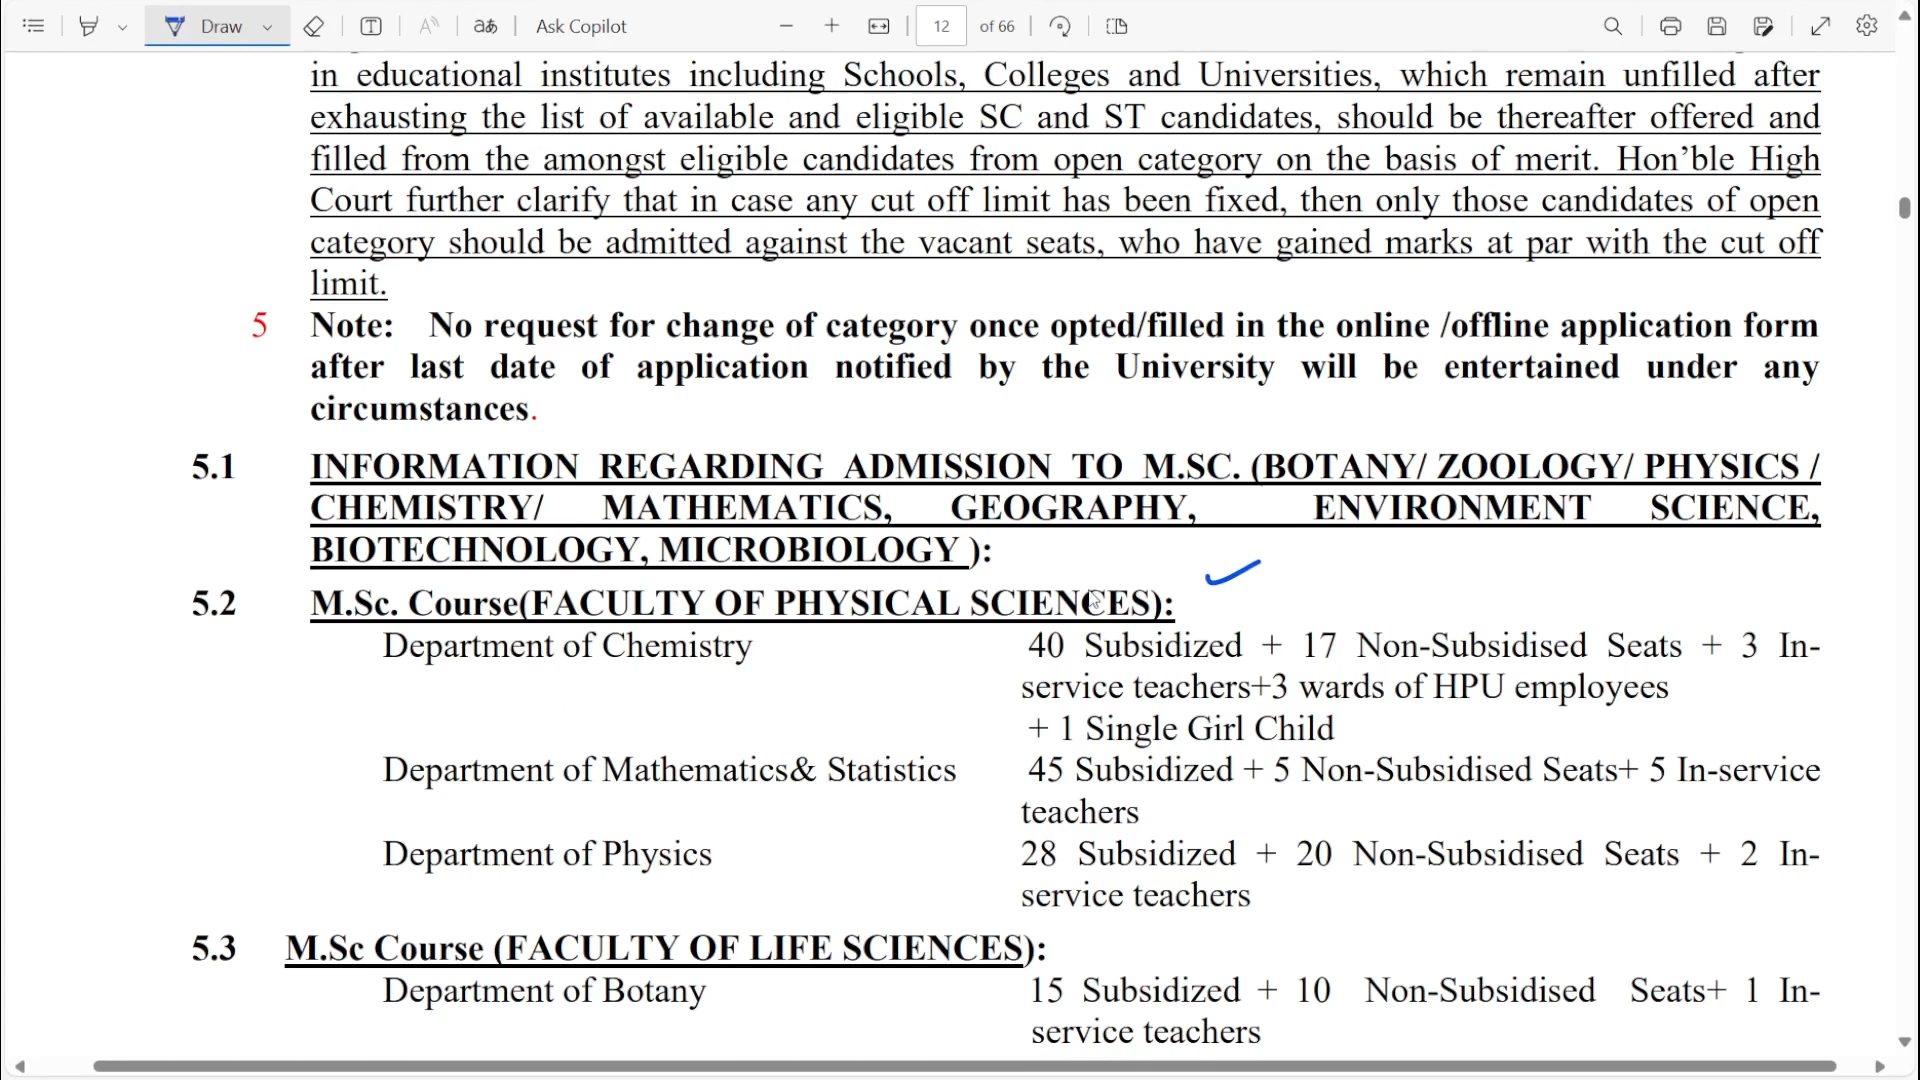 Draw
Ask Copilot
12 of 66
in educational institutes including Schools, Colleges and Universities, which remain unfilled after
exhausting the list of available and eligible SC and ST candidates, should be thereafter offered and
filled from the amongst eligible candidates from open category on the basis of merit. Hon’ble High
Court further clarify that in case any cut off limit has been fixed, then only those candidates of open
category should be admitted against the vacant seats, who have gained marks at par with the cut off
limit.
5 Note: No request for change of category once opted/filled in the online /offline application form
after last date of application notified by the University will be entertained under any
circumstances.
5.1 INFORMATION REGARDING ADMISSION TO M.SC. (BOTANY/ ZOOLOGY/ PHYSICS /
CHEMISTRY/ MATHEMATICS, GEOGRAPHY, ENVIRONMENT SCIENCE,
BIOTECHNOLOGY, MICROBIOLOGY ):
5.2 M.Sc. Course(FACULTY OF PHYSICAL SCIENCES):
Department of Chemistry 40 Subsidized + 17 Non-Subsidised Seats + 3 In-
service teachers+3 wards of HPU employees
+ 1 Single Girl Child
Department of Mathematics& Statistics 45 Subsidized + 5 Non-Subsidised Seats+ 5 In-service
teachers
Department of Physics 28 Subsidized + 20 Non-Subsidised Seats + 2 In-
service teachers
5.3 M.Sc Course (FACULTY OF LIFE SCIENCES):
Department of Botany 15 Subsidized + 10 Non-Subsidised Seats+ 1 In-
service teachers